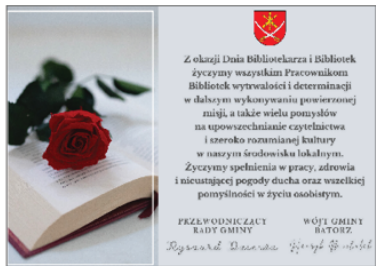 Z okazji Dnia Bibliotekarza i Bibliotek
życzymy wszystkim Pracownikom
Bibliotek wytrwałości i determinacji
w dalszym wykonywaniu powierzonej
misji, a także wielu pomysłów
na upowszechnianie czytelnictwa
i szeroko rozumianej kultury
w naszym środowisku lokalnym.
Życzymy spełnienia w pracy, zdrowia
i nieustającej pogody ducha oraz wszelkiej
pomyślności w życiu osobistym.
PRZEWODNICZĄCY
RADY GMINY
WÓJT GMINY
BATORZ
Ryszard